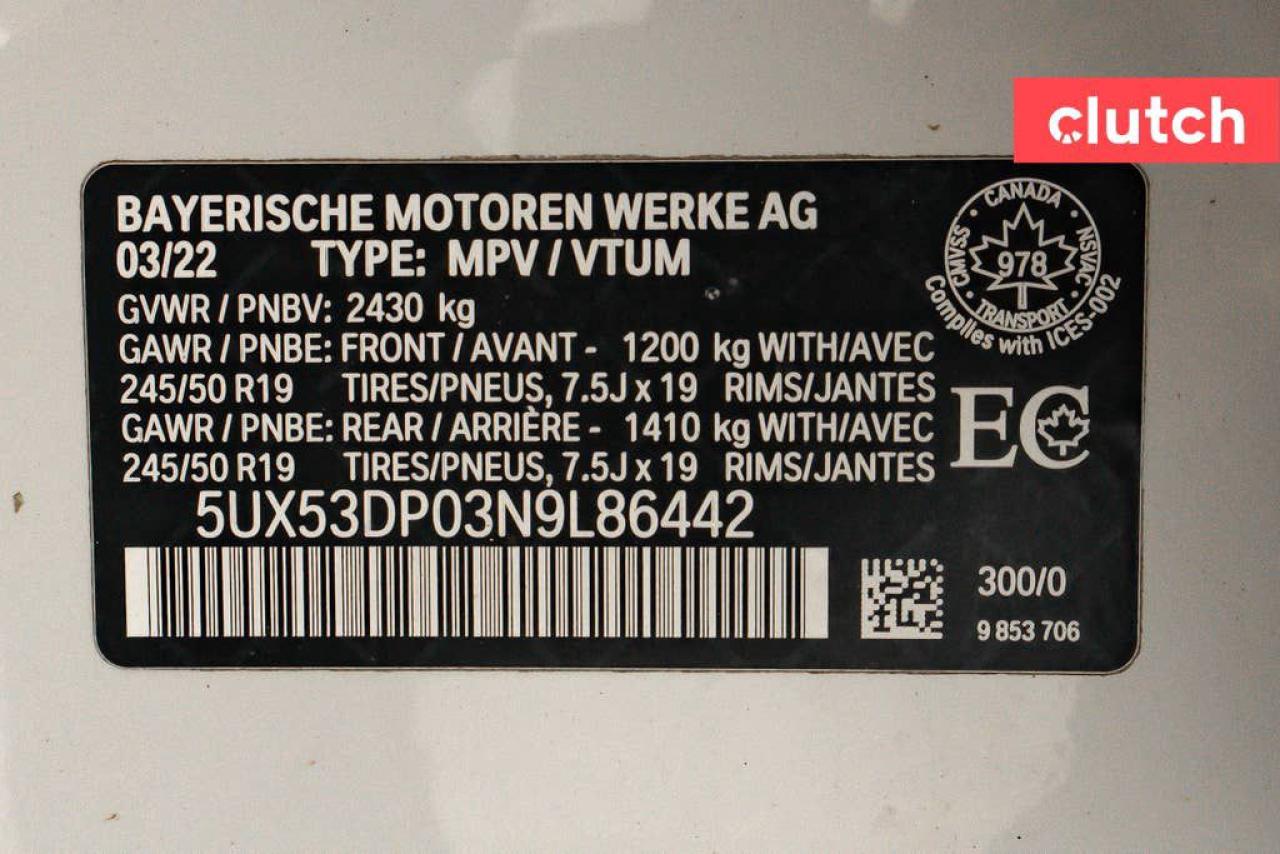 clutch
BAYERISCHE MOTOREN WERKE AG
03/22 TYPE: MPV / VTUM
GVWR / PNBV: 2430 kg
GAWR / PNBE: FRONT / AVANT - 1200 kg WITH/AVEC
245/50 R19 TIRES/PNEUS, 7.5J x 19 RIMS/JANTES
GAWR / PNBE: REAR / ARRIÈRE - 1410 kg WITH/AVEC
245/50 R19 TIRES/PNEUS, 7.5J x 19 RIMS/JANTES
5UX53DP03N9L86442
CANADA
CMVSS
978
NSVAC
TRANSPORT
Complies with ICES-002
EC
300/0
9 853 706